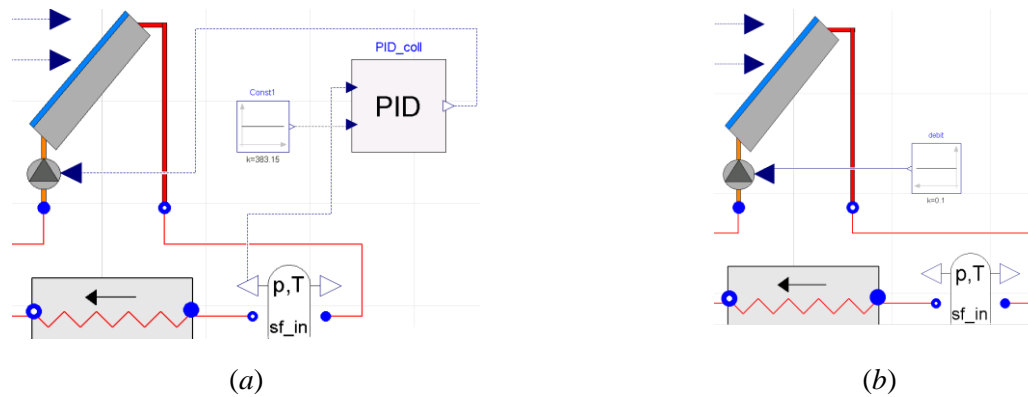 PID_coll
Const1
PID
k=383.15
p,T
sf_in
(a)
debit
k=0.1
p,T
sf_in
(b)